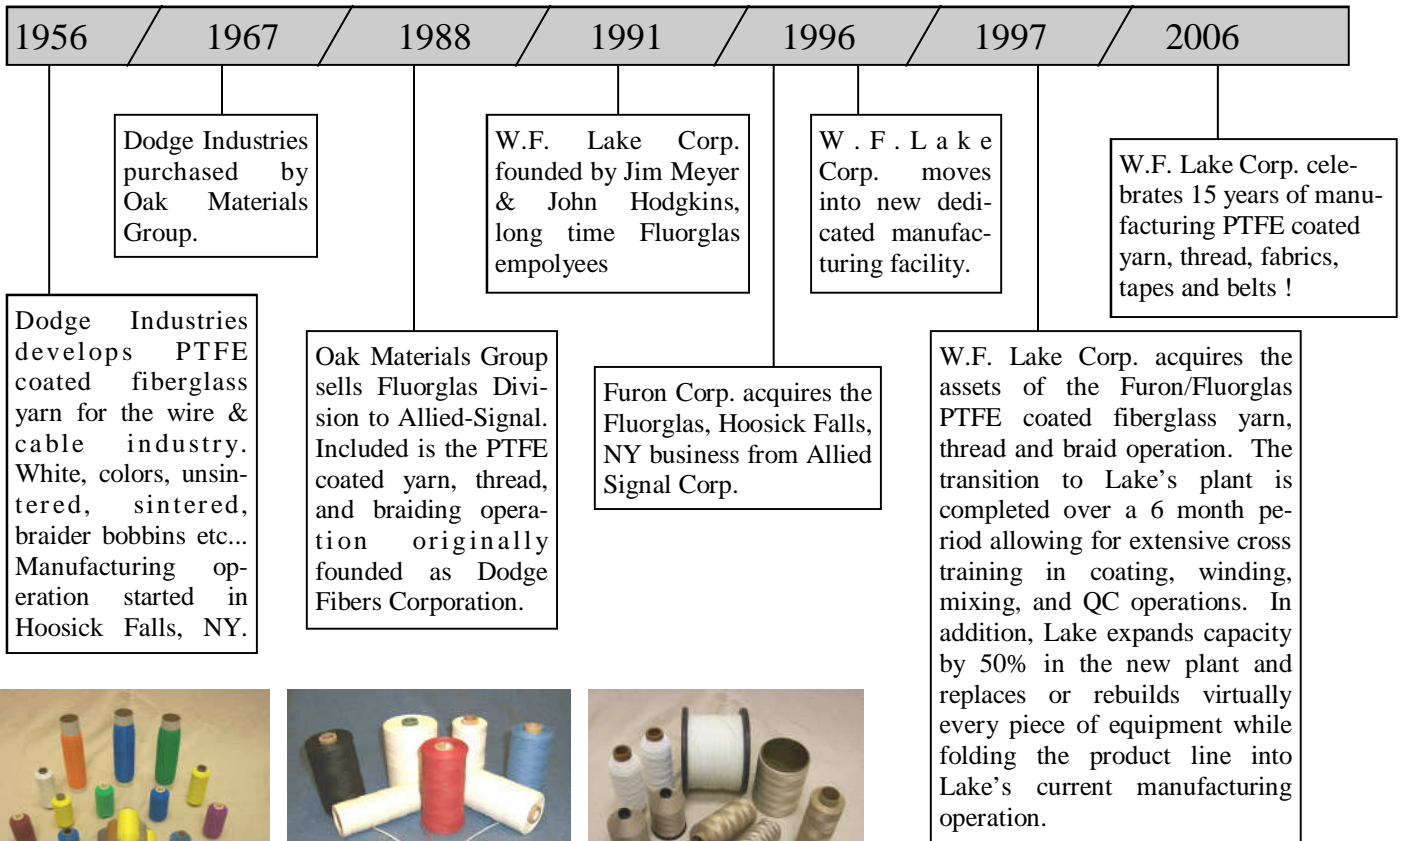 1956 1967 1988 1991 1996 1997 2006
Dodge Industries
purchased by
Oak Materials
Group.
W.F. Lake Corp.
founded by Jim Meyer
& John Hodgkins,
long time Fluorglas
empolyees
W.F.Lake
Corp. moves
into new dedi-
cated manufac-
turing facility.
W.F. Lake Corp. cele-
brates 15 years of manu-
facturing PTFE coated
yarn, thread, fabrics,
tapes and belts !
Dodge Industries
develops PTFE
coated fiberglass
yarn for the wire &
cable industry.
White, colors, unsin-
tered, sintered,
braider bobbins etc...
Manufacturing op-
eration started in
Hoosick Falls, NY.
Oak Materials Group
sells Fluorglas Divi-
sion to Allied-Signal.
Included is the PTFE
coated yarn, thread,
and braiding opera-
tion originally
founded as Dodge
Fibers Corporation.
Furon Corp. acquires the
Fluorglas, Hoosick Falls,
NY business from Allied
Signal Corp.
W.F. Lake Corp. acquires the
assets of the Furon/Fluorglas
PTFE coated fiberglass yarn,
thread and braid operation. The
transition to Lake's plant is
completed over a 6 month pe-
riod allowing for extensive cross
training in coating, winding,
mixing, and QC operations. In
addition, Lake expands capacity
by 50% in the new plant and
replaces or rebuilds virtually
every piece of equipment while
folding the product line into
Lake's current manufacturing
operation.